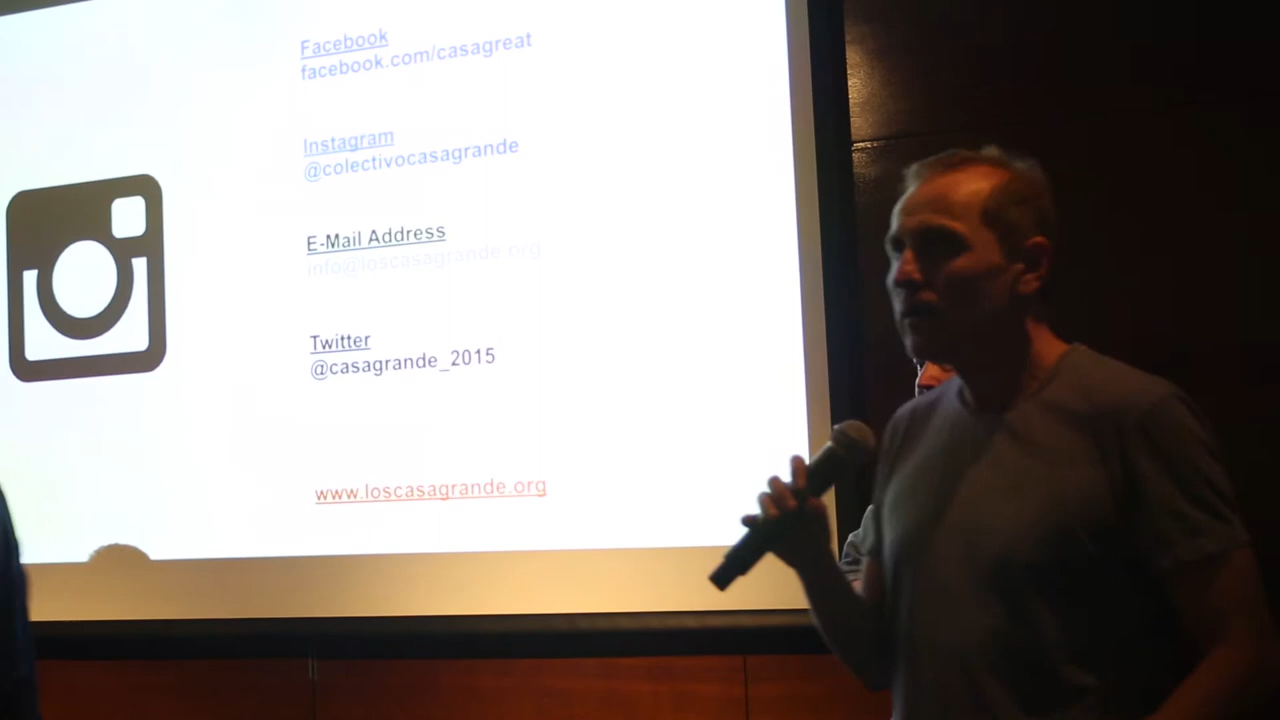 Facebook
facebook.com/casagreat
Instagram
@colectivocasagrande
E-Mail Address
info@loscasagrande.org
Twitter
@casagrande_2015
www.loscasagrande.org